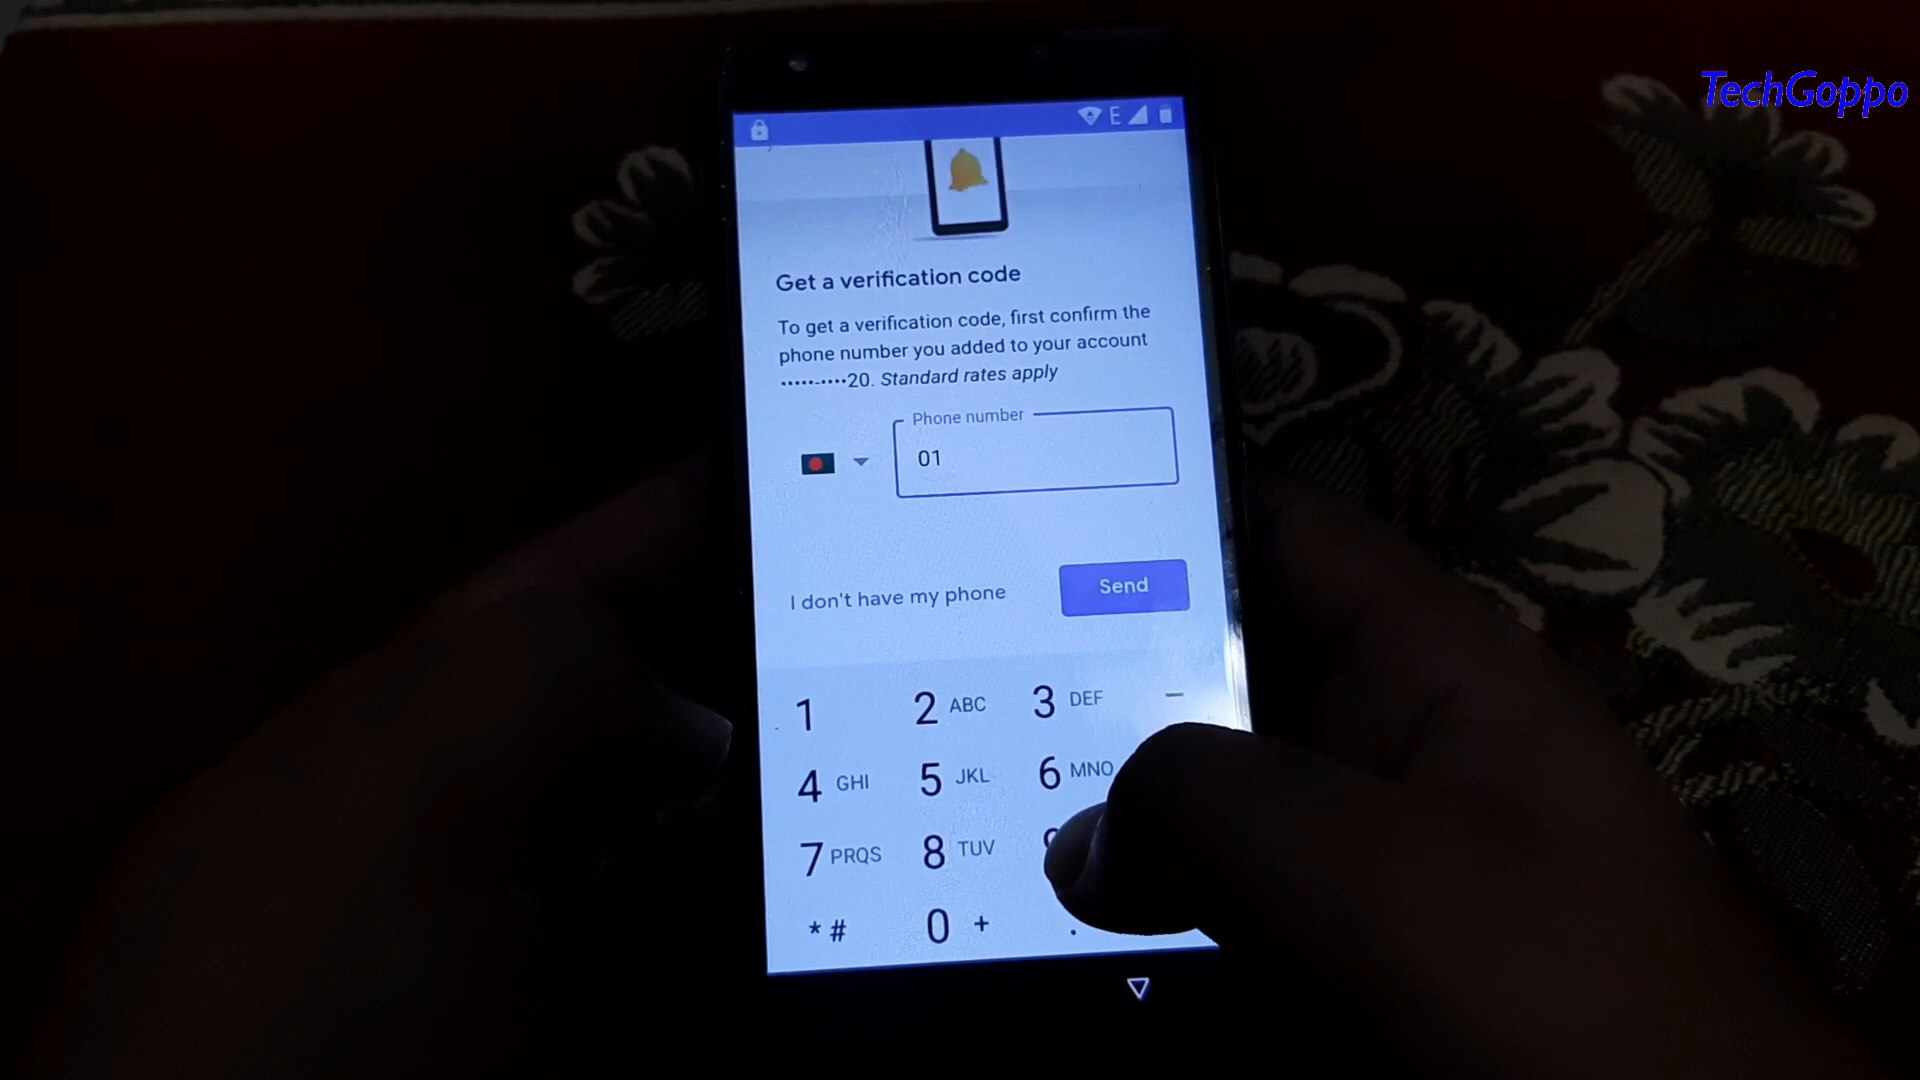 TechGoppo
E
Get a verification code
To get a verification code, first confirm the
phone number you added to your account
•••••-••••20. Standard rates apply
Phone number
01
I don't have my phone
Send
1
2 ABC
3 DEF
–
4 GHI
5 JKL
6 MNO
7 PRQS
8 TUV
* #
0 +
.